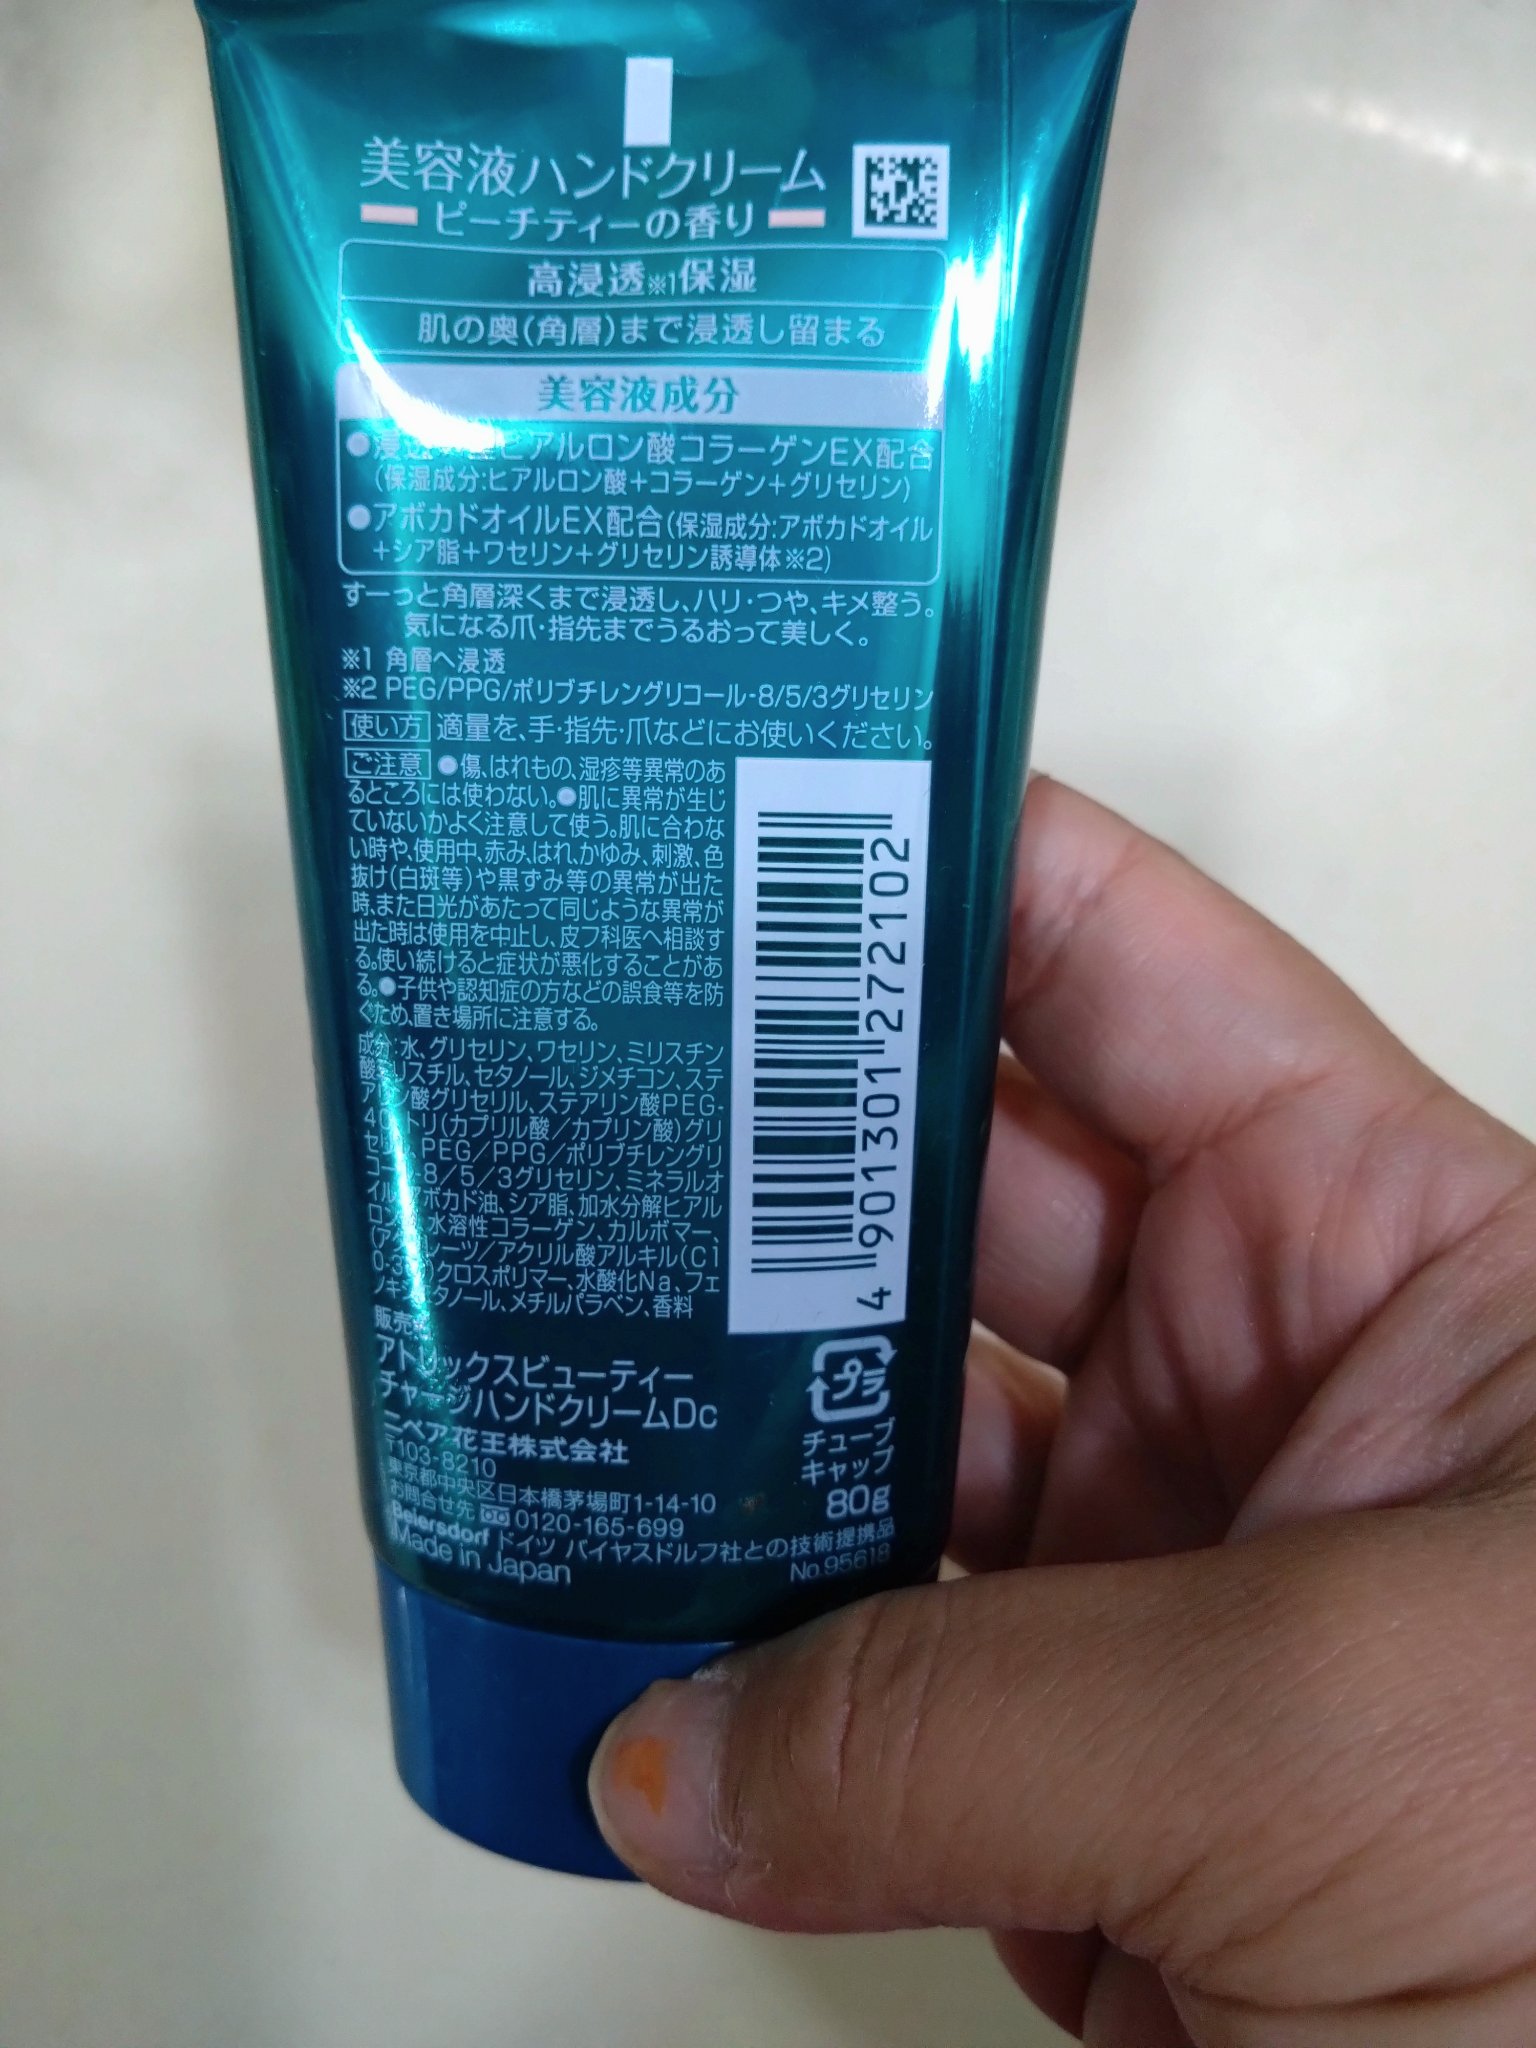 美容液ハンドクリーム
ピーチティーの香り
高浸透※1保湿
肌の奥(角層)まで浸透し留まる
美容液成分
ヒアルロン酸コラーゲンEX配合
(保湿成分:ヒアルロン酸+コラーゲン+グリセリン)
●アボカドオイルEX配合(保湿成分:アボカドオイル
+シア脂+ワセリン+グリセリン誘導体※2)
すーっと角層深くまで浸透し、ハリ・つや、キメ整う。
気になる爪・指先までうるおって美しく。
※1 角層へ浸透
※2 PEG/PPG/ポリブチレングリコール-8/5/3グリセリン
使い方 適量を、手・指先・爪などにお使いください。
ご注意 ●傷、はれもの、湿疹等異常のあ
るところには使わない。●肌に異常が生じ
ていないかよく注意して使う。肌に合わな
い時や、使用中、赤み、はれ、かゆみ、刺激、色
抜け(白斑等)や黒ずみ等の異常が出た
時、また日光があたって同じような異常が
出た時は使用を中止し、皮フ科医へ相談す
る。使い続けると症状が悪化することがあ
る。●子供や認知症の方などの誤食等を防
ぐため、置き場所に注意する。
成分:水、グリセリン、ワセリン、ミリスチン
酸ミリスチル、セタノール、ジメチコン、ステ
アリン酸グリセリル、ステアリン酸PEG-
40、トリ(カプリル酸/カプリン酸)グリ
セリル、PEG/PPG/ポリブチレングリ
コール-8/5/3グリセリン、ミネラルオ
イル、アボカド油、シア脂、加水分解ヒアル
ロン酸、水溶性コラーゲン、カルボマー、
(アクリレーツ/アクリル酸アルキル(C1
0-30))クロスポリマー、水酸化Na、フェ
ノキシエタノール、メチルパラベン、香料
販売名
アトリックスビューティー
チャージハンドクリームDc
ニベア花王株式会社
〒103-8210
東京都中央区日本橋茅場町1-14-10
お問合せ先 0120-165-699
Beiersdorf ドイツ バイヤスドルフ社との技術提携品
Made in Japan
No.95618
4 901301 272102
プラ
チューブ
キャップ
80g